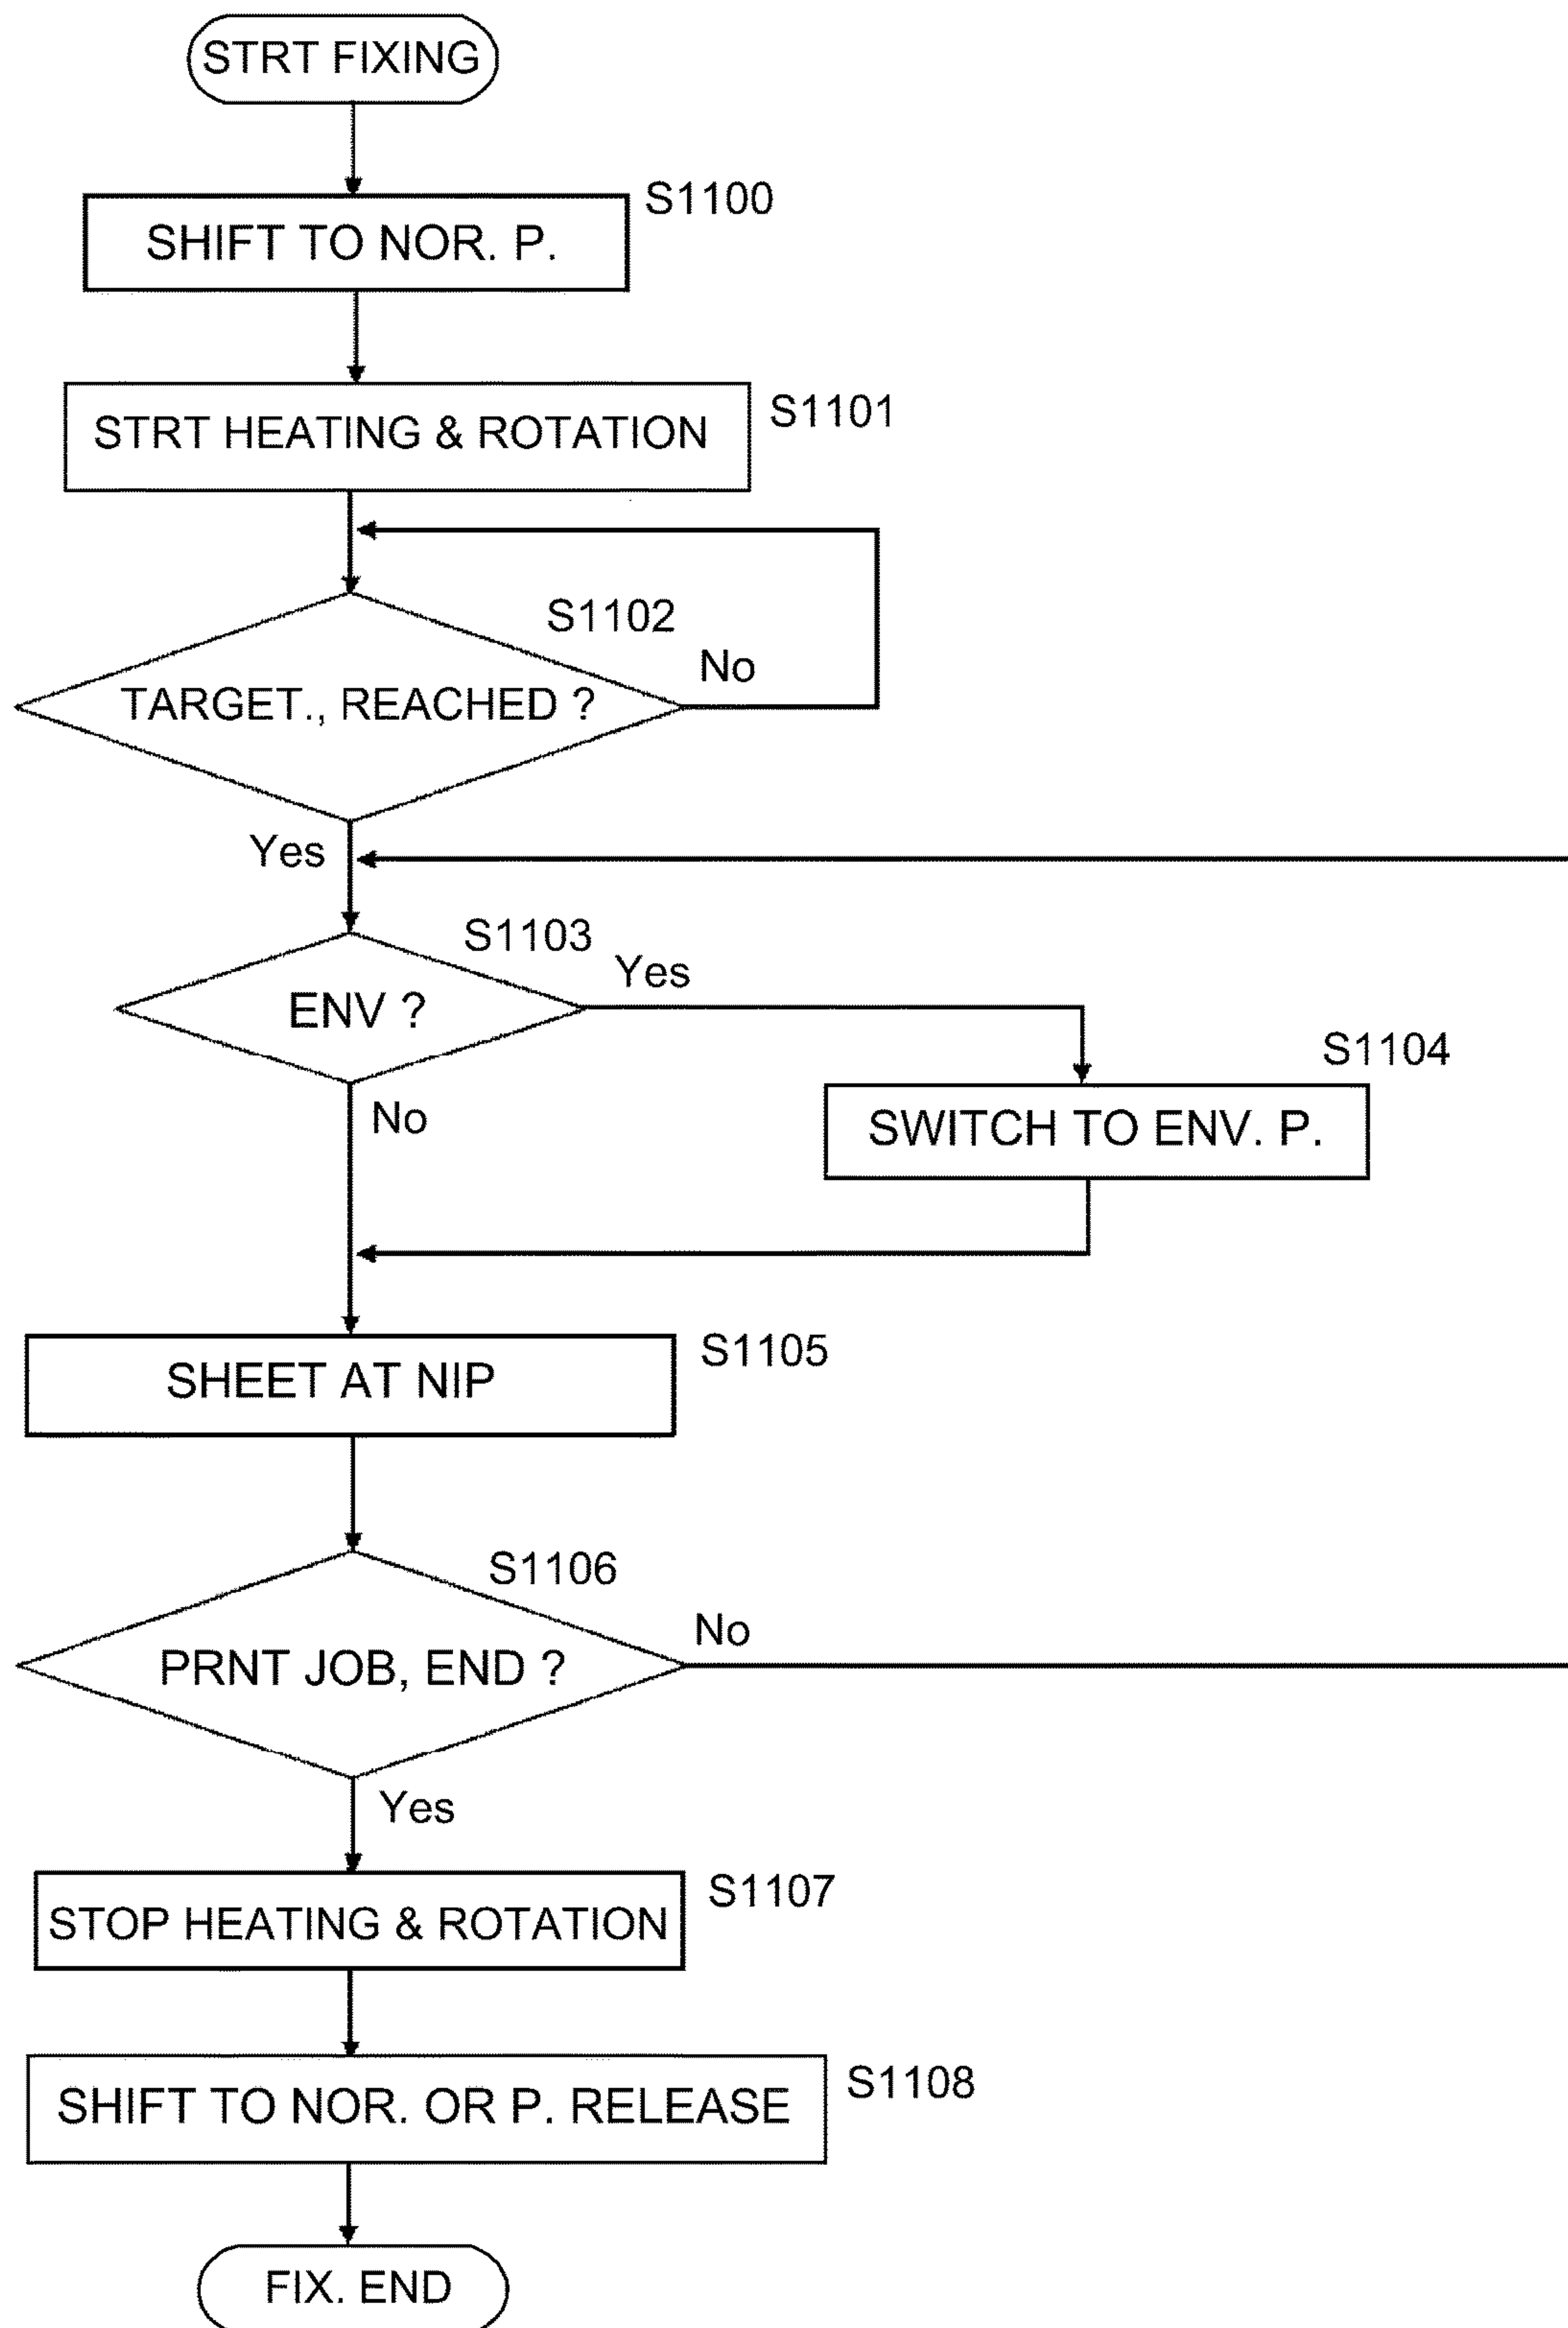 STRT FIXING
S1100
SHIFT TO NOR. P.
S1101
STRT HEATING & ROTATION
S1102
No
TARGET., REACHED ?
Yes
S1103
Yes
ENV ?
S1104
No
SWITCH TO ENV. P.
S1105
SHEET AT NIP
S1106
No
PRNT JOB, END ?
Yes
S1107
STOP HEATING & ROTATION
S1108
SHIFT TO NOR. OR P. RELEASE
FIX. END